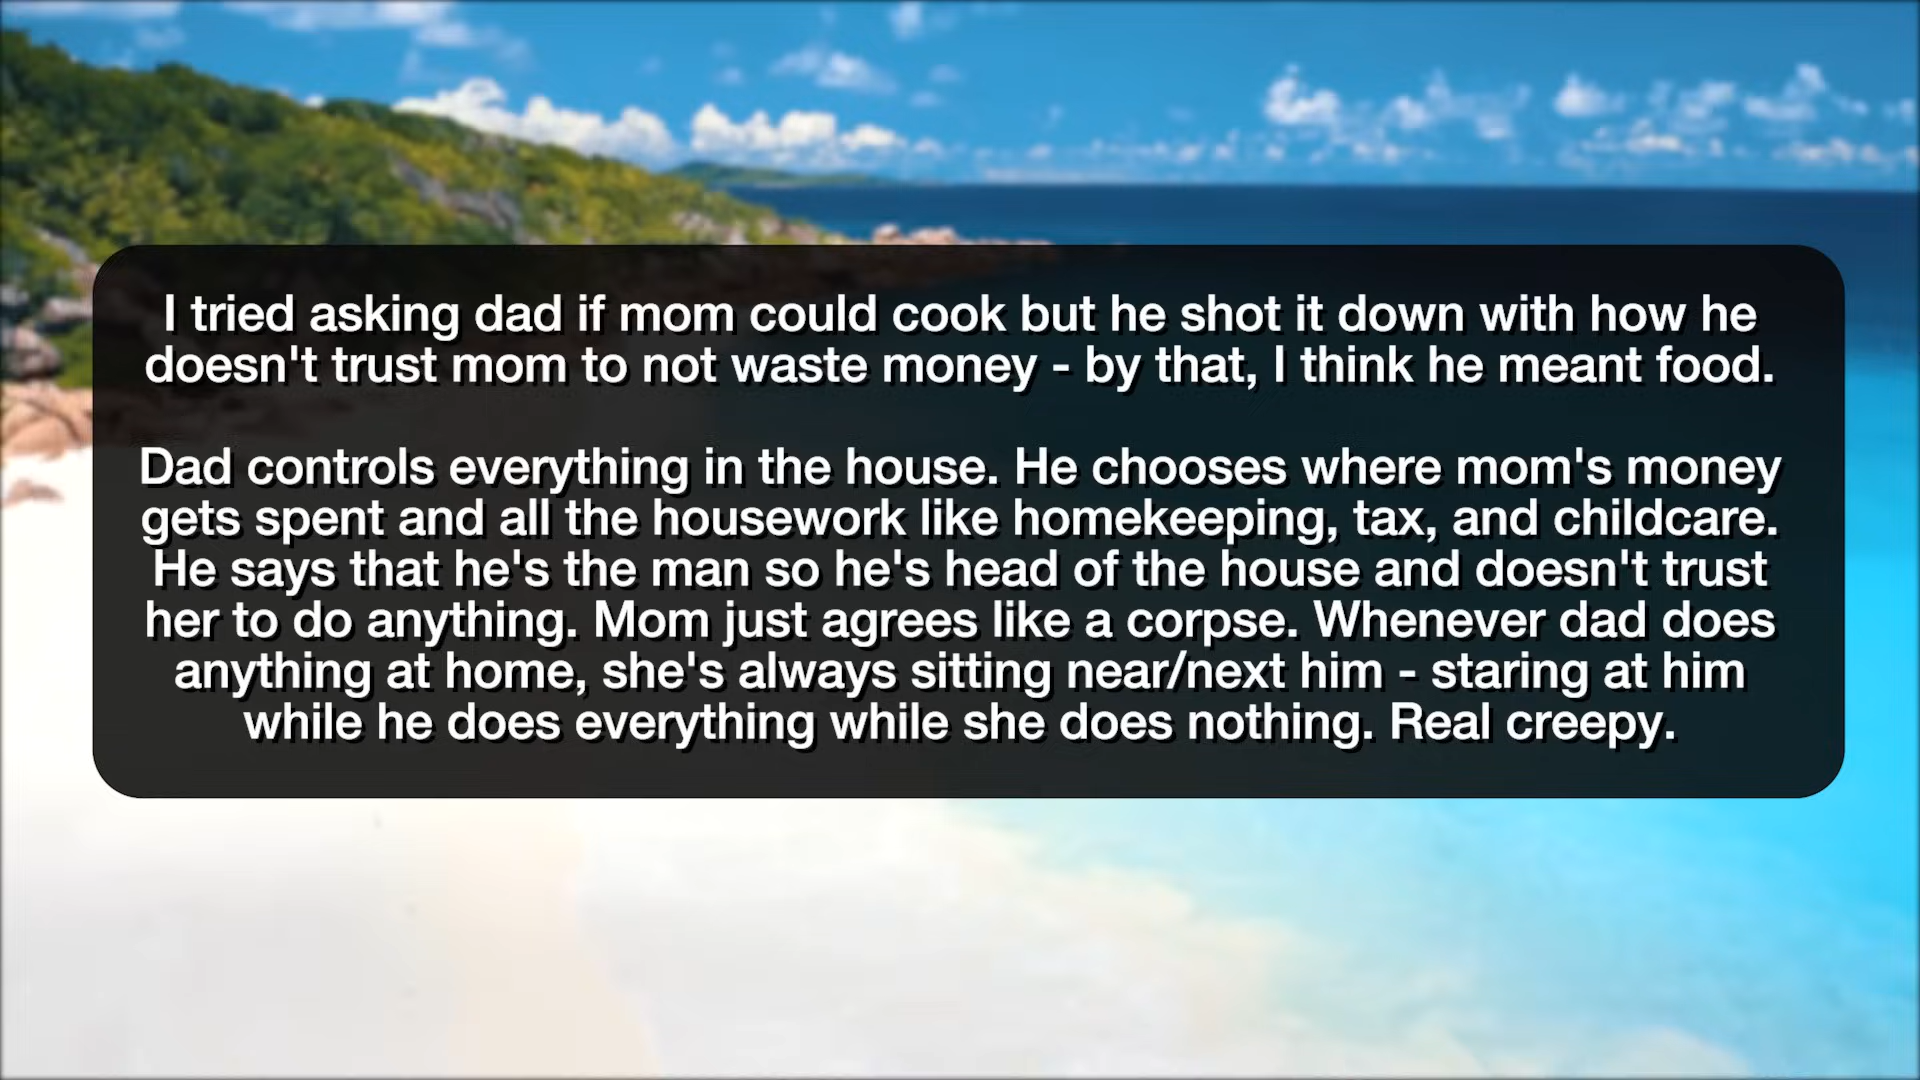 I tried asking dad if mom could cook but he shot it down with how he
doesn't trust mom to not waste money - by that, I think he meant food.
Dad controls everything in the house. He chooses where mom's money
gets spent and all the housework like homekeeping, tax, and childcare.
He says that he's the man so he's head of the house and doesn't trust
her to do anything. Mom just agrees like a corpse. Whenever dad does
anything at home, she's always sitting near/next him - staring at him
while he does everything while she does nothing. Real creepy.